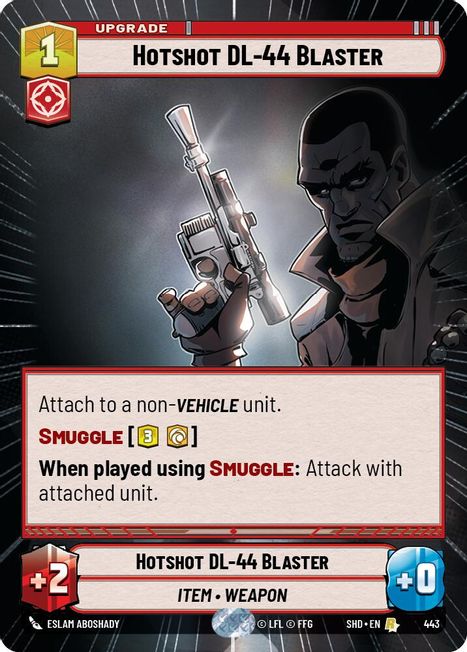 UPGRADE
1
HOTSHOT DL-44 BLASTER
Attach to a non-VEHICLE unit.
SMUGGLE [3]
When played using SMUGGLE: Attack with
attached unit.
HOTSHOT DL-44 BLASTER
+2
+0
ITEM • WEAPON
ESLAM ABOSHADY
© LFL © FFG
SHD • EN
443